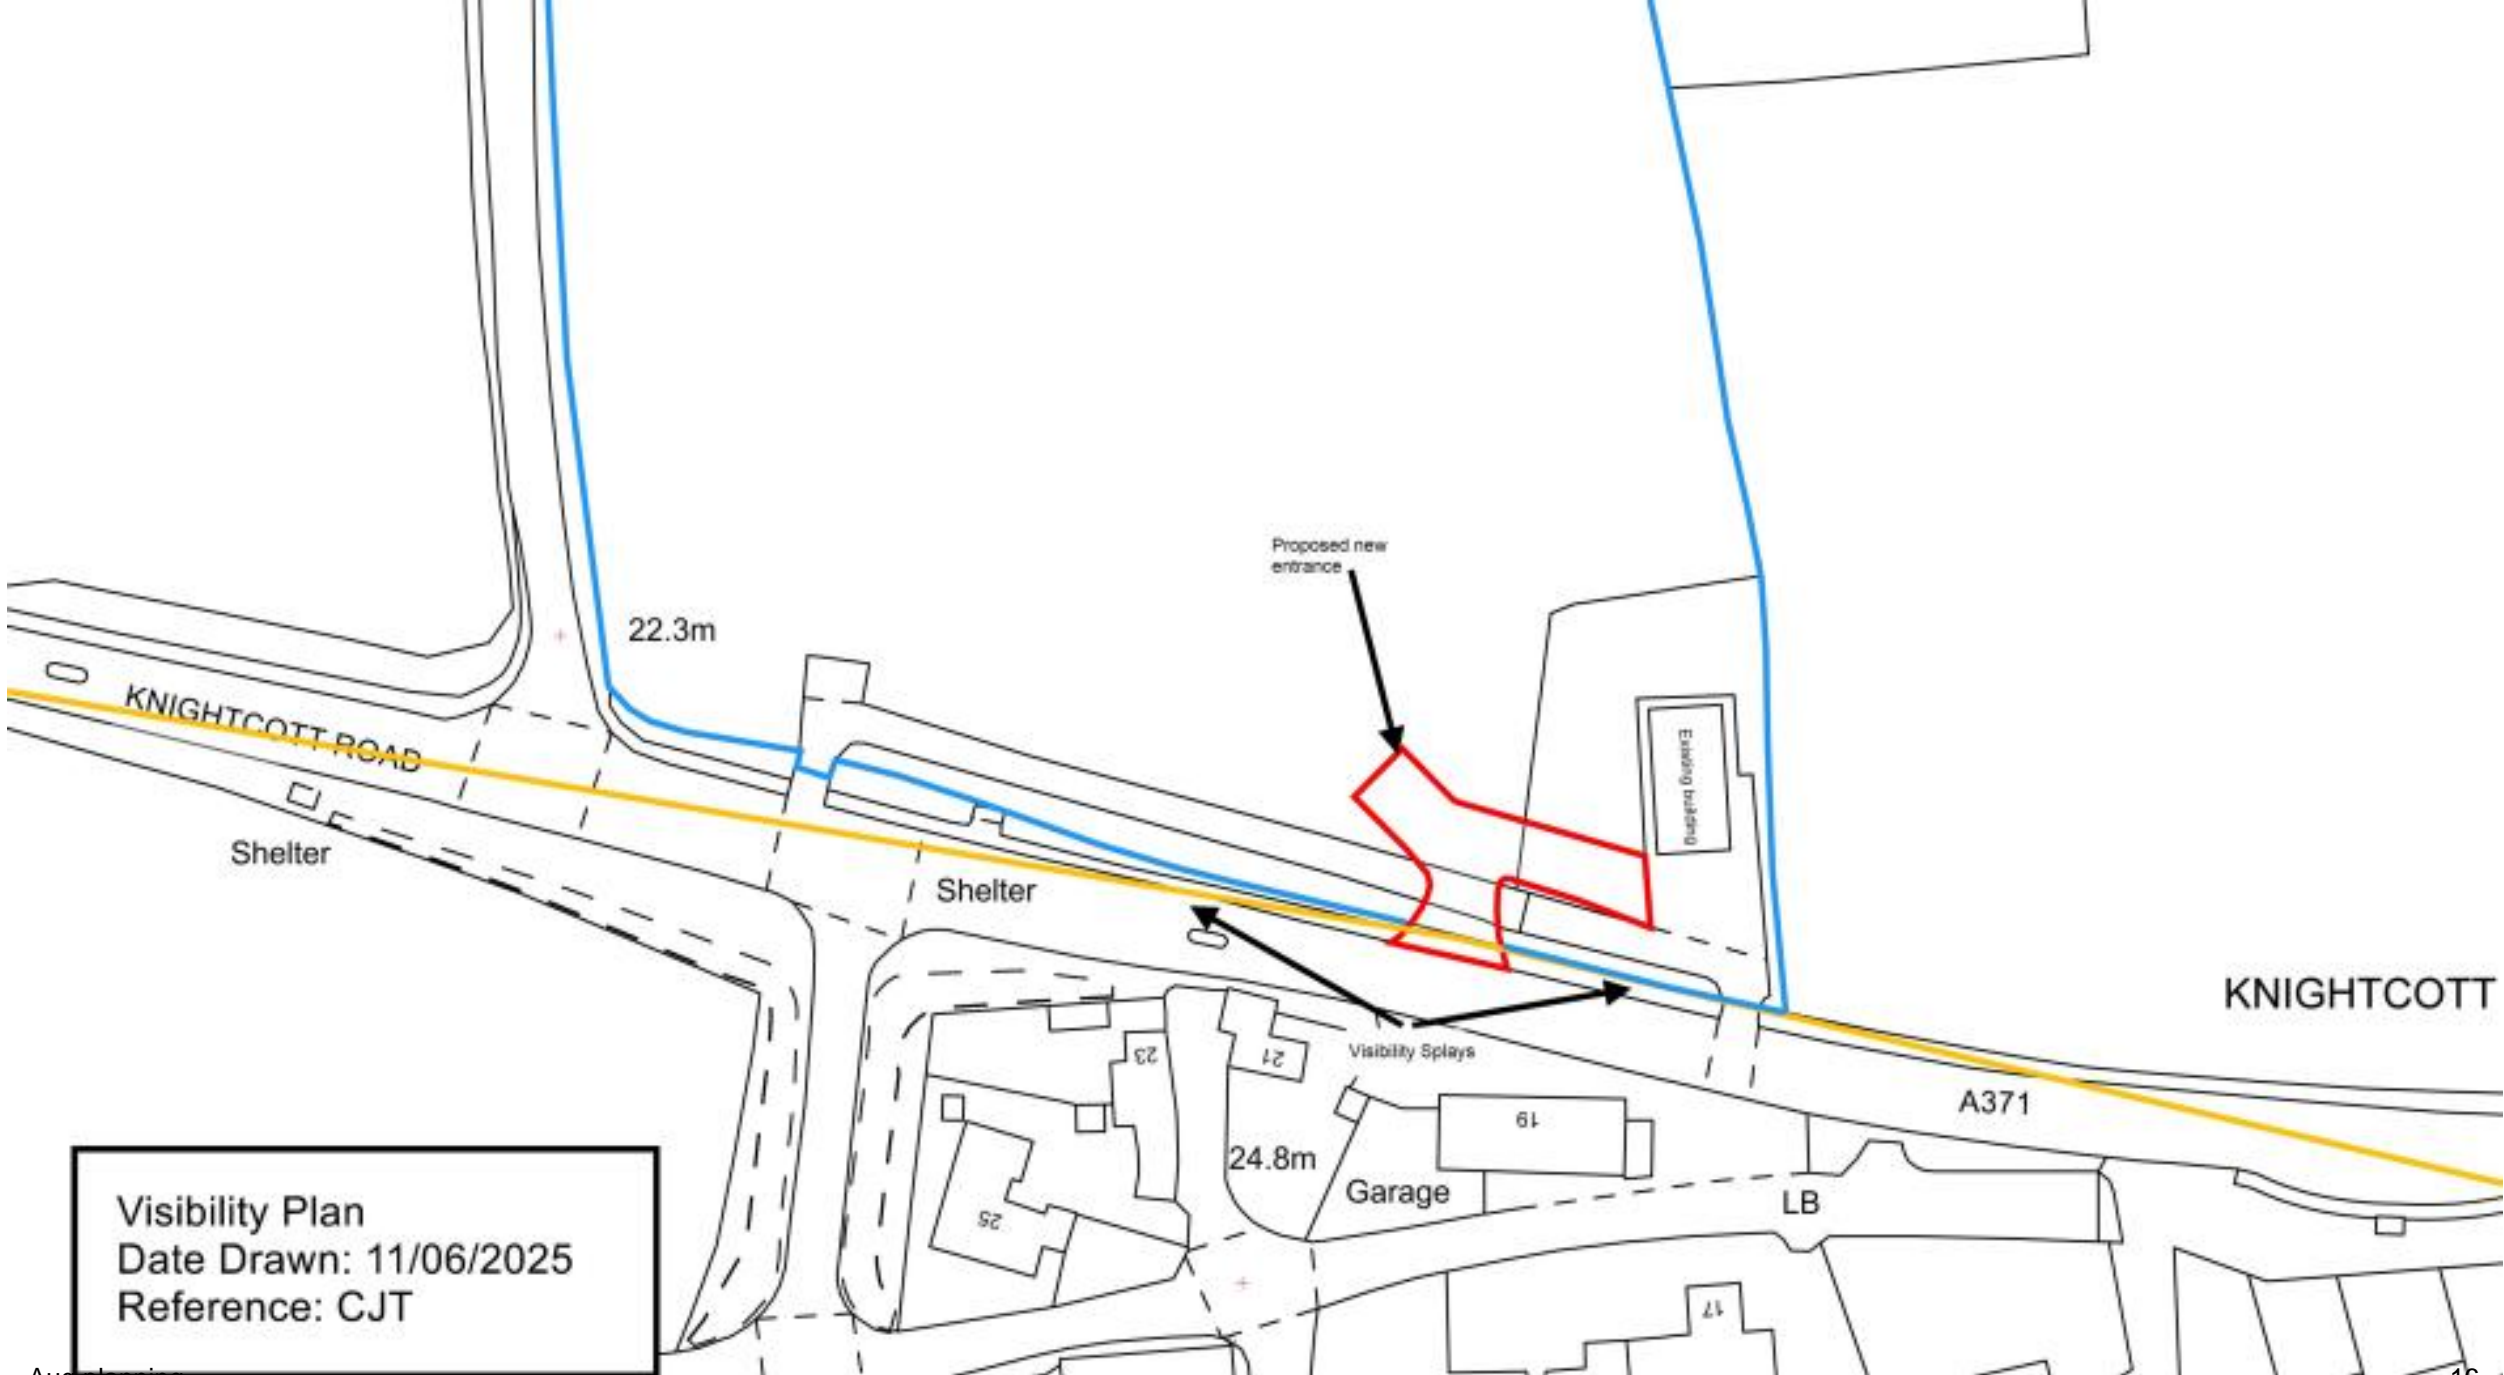 Proposed new
entrance
22.3m
KNIGHTCOTT ROAD
Existing building
Shelter
Shelter
KNIGHTCOTT
Visibility Splays
23
21
A371
19
24.8m
Garage
LB
25
17
Visibility Plan
Date Drawn: 11/06/2025
Reference: CJT